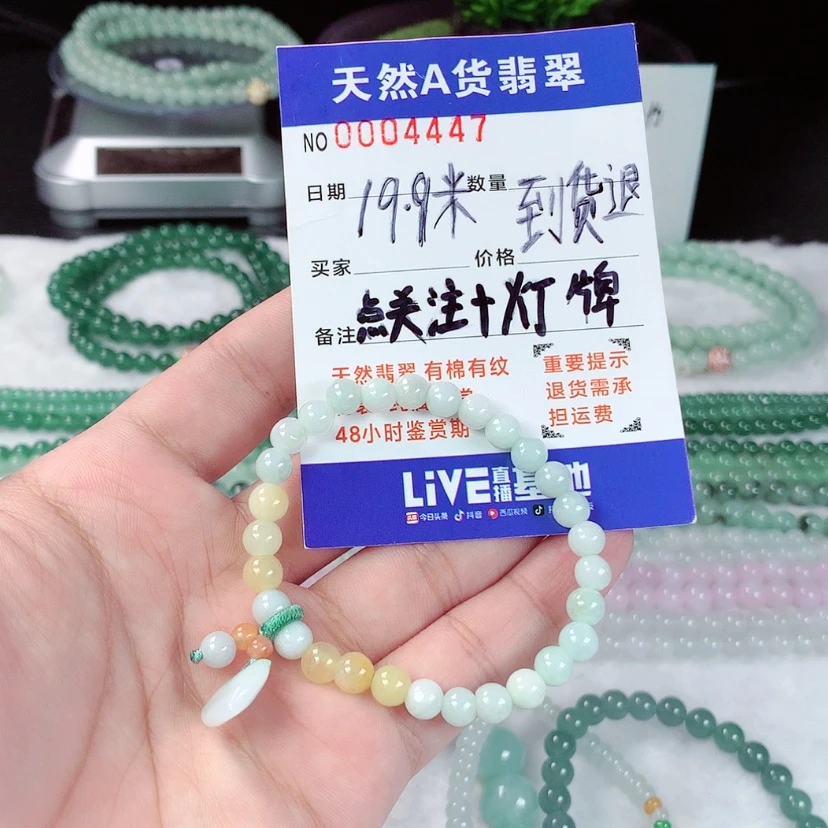 天然A货翡翠
NO 0004447
日期 19.9米 数量 到货退
买家 价格
备注 点关注+灯牌
天然翡翠 有棉有纹
48小时鉴赏期
重要提示
退货需承
担运费
LiVE直播基地
今日头条 抖音 西瓜视频